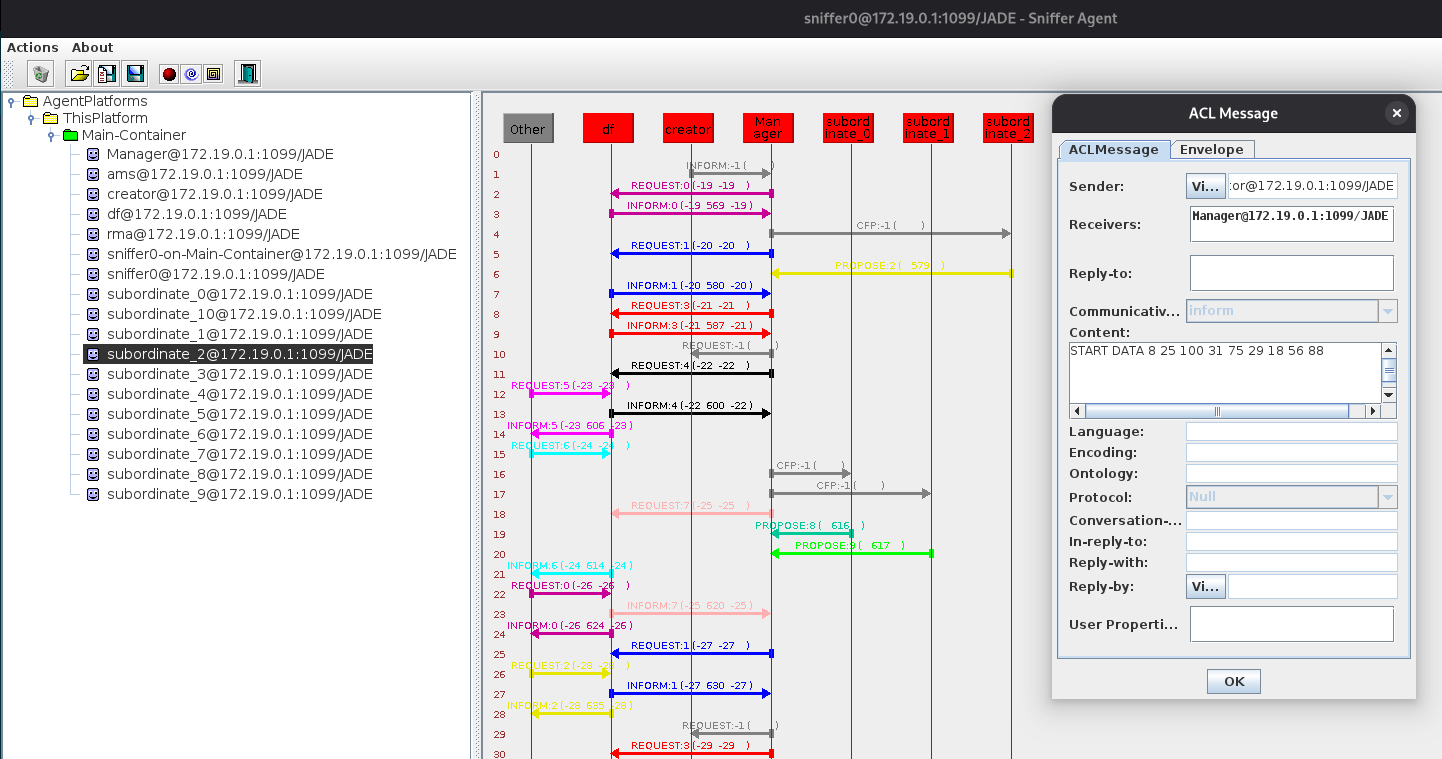 sniffer0@172.19.0.1:1099/JADE - Sniffer Agent
Actions About
AgentPlatforms
ThisPlatform
Main-Container
Manager@172.19.0.1:1099/JADE
ams@172.19.0.1:1099/JADE
creator@172.19.0.1:1099/JADE
df@172.19.0.1:1099/JADE
rma@172.19.0.1:1099/JADE
sniffer0-on-Main-Container@172.19.0.1:1099/JADE
sniffer0@172.19.0.1:1099/JADE
subordinate_0@172.19.0.1:1099/JADE
subordinate_10@172.19.0.1:1099/JADE
subordinate_1@172.19.0.1:1099/JADE
subordinate_2@172.19.0.1:1099/JADE
subordinate_3@172.19.0.1:1099/JADE
subordinate_4@172.19.0.1:1099/JADE
subordinate_5@172.19.0.1:1099/JADE
subordinate_6@172.19.0.1:1099/JADE
subordinate_7@172.19.0.1:1099/JADE
subordinate_8@172.19.0.1:1099/JADE
subordinate_9@172.19.0.1:1099/JADE
Other
df
creator
Man
ager
subord
inate_0
subord
inate_1
subord
inate_2
0
INFORM:-1 ( )
1
REQUEST:0 (-19 -19 )
2
INFORM:0 (-19 569 -19)
3
CFP:-1 ( )
4
REQUEST:1 (-20 -20 )
5
PROPOSE:2 ( 579 )
6
INFORM:1 (-20 580 -20)
7
REQUEST:3 (-21 -21 )
8
INFORM:3 (-21 587 -21)
9
REQUEST:-1 ( )
10
REQUEST:4 (-22 -22 )
11
REQUEST:5 (-23 -23 )
12
INFORM:4 (-22 600 -22)
13
INFORM:5 (-23 606 -23)
14
REQUEST:6 (-24 -24 )
15
CFP:-1 ( )
16
CFP:-1 ( )
17
REQUEST:7 (-25 -25 )
18
PROPOSE:8 ( 616 )
19
PROPOSE:9 ( 617 )
20
INFORM:6 (-24 614 -24)
21
REQUEST:0 (-26 -26 )
22
INFORM:7 (-25 620 -25)
23
INFORM:0 (-26 624 -26)
24
REQUEST:1 (-27 -27 )
25
REQUEST:2 (-28 -28 )
26
INFORM:1 (-27 630 -27)
27
INFORM:2 (-28 635 -28)
28
REQUEST:-1 ( )
29
REQUEST:3 (-29 -29 )
30
ACL Message
ACLMessage Envelope
Sender: Vi... or@172.19.0.1:1099/JADE
Receivers: Manager@172.19.0.1:1099/JADE
Reply-to:
Communicativ... inform
Content:
START DATA 8 25 100 31 75 29 18 56 88
Language:
Encoding:
Ontology:
Protocol: Null
Conversation-...
In-reply-to:
Reply-with:
Reply-by: Vi...
User Properti...
OK